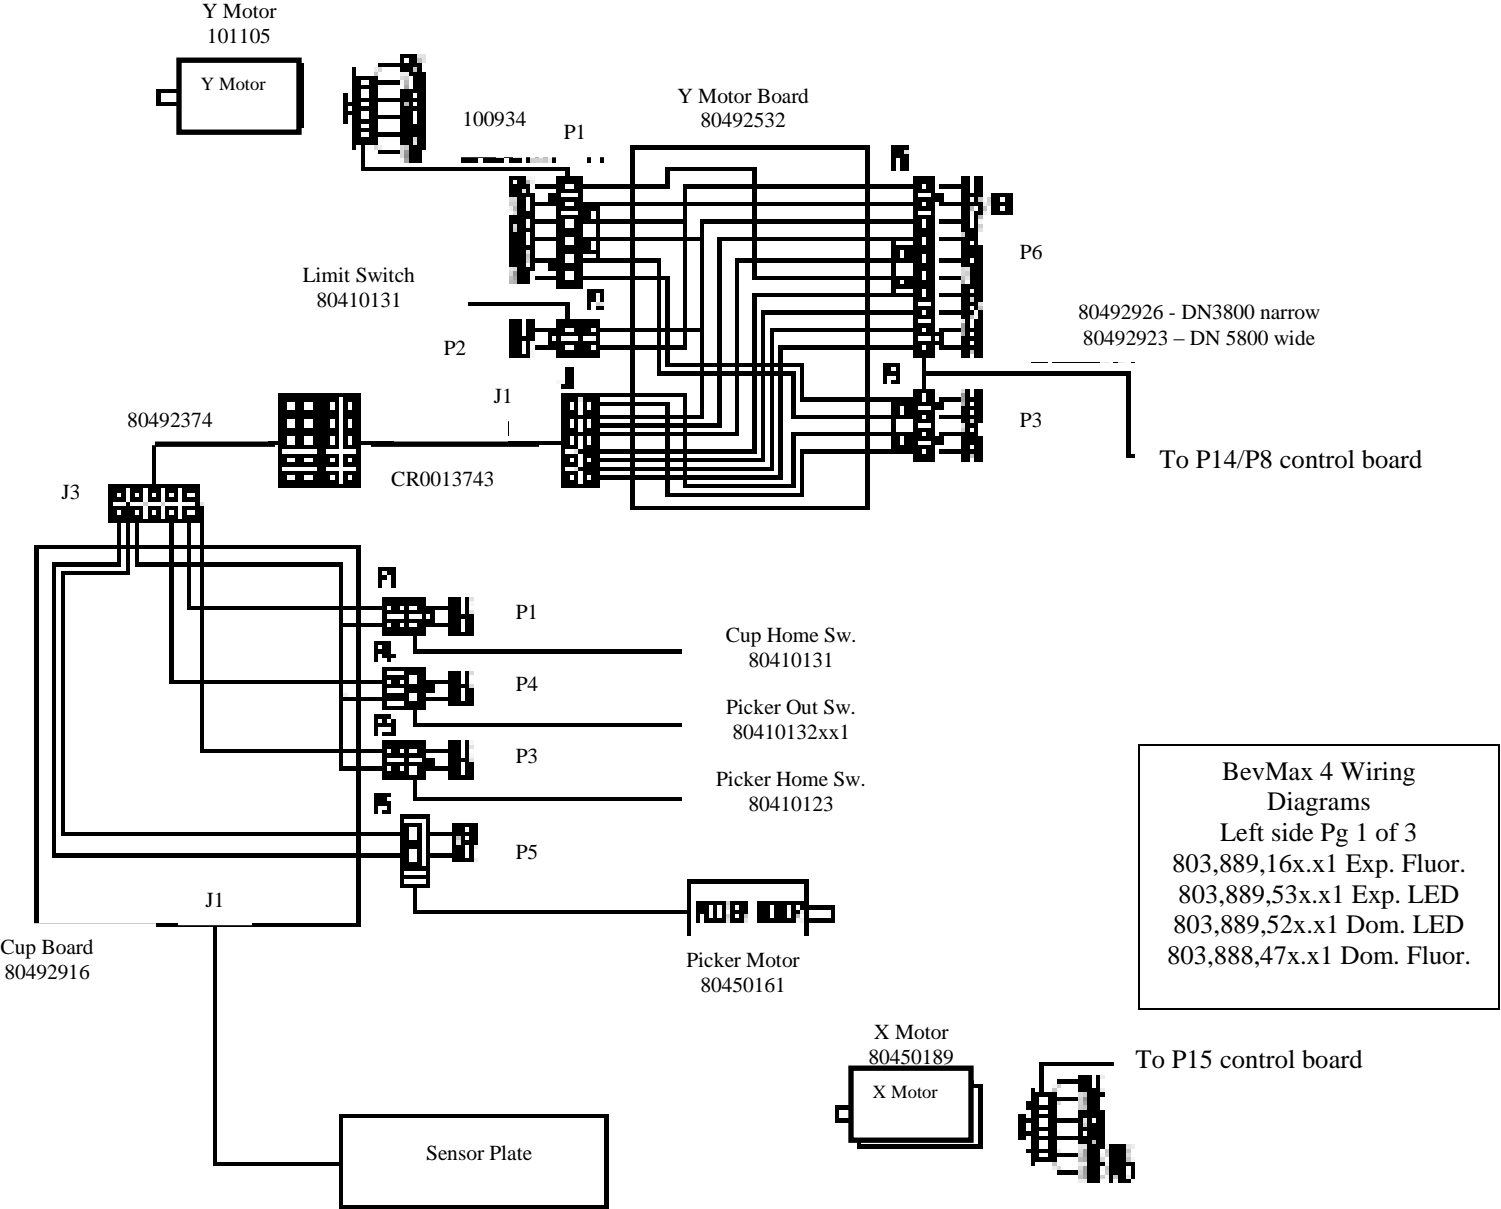 Y Motor
101105
Y Motor
100934
P1
Y Motor Board
80492532
P6
Limit Switch
80410131
P2
80492926 - DN3800 narrow
80492923 – DN 5800 wide
J1
P3
80492374
CR0013743
To P14/P8 control board
J3
P1
Cup Home Sw.
80410131
P4
Picker Out Sw.
80410132xx1
P3
Picker Home Sw.
80410123
P5
J1
Cup Board
80492916
Picker Motor
80450161
BevMax 4 Wiring
Diagrams
Left side Pg 1 of 3
803,889,16x.x1 Exp. Fluor.
803,889,53x.x1 Exp. LED
803,889,52x.x1 Dom. LED
803,888,47x.x1 Dom. Fluor.
X Motor
80450189
X Motor
To P15 control board
Sensor Plate